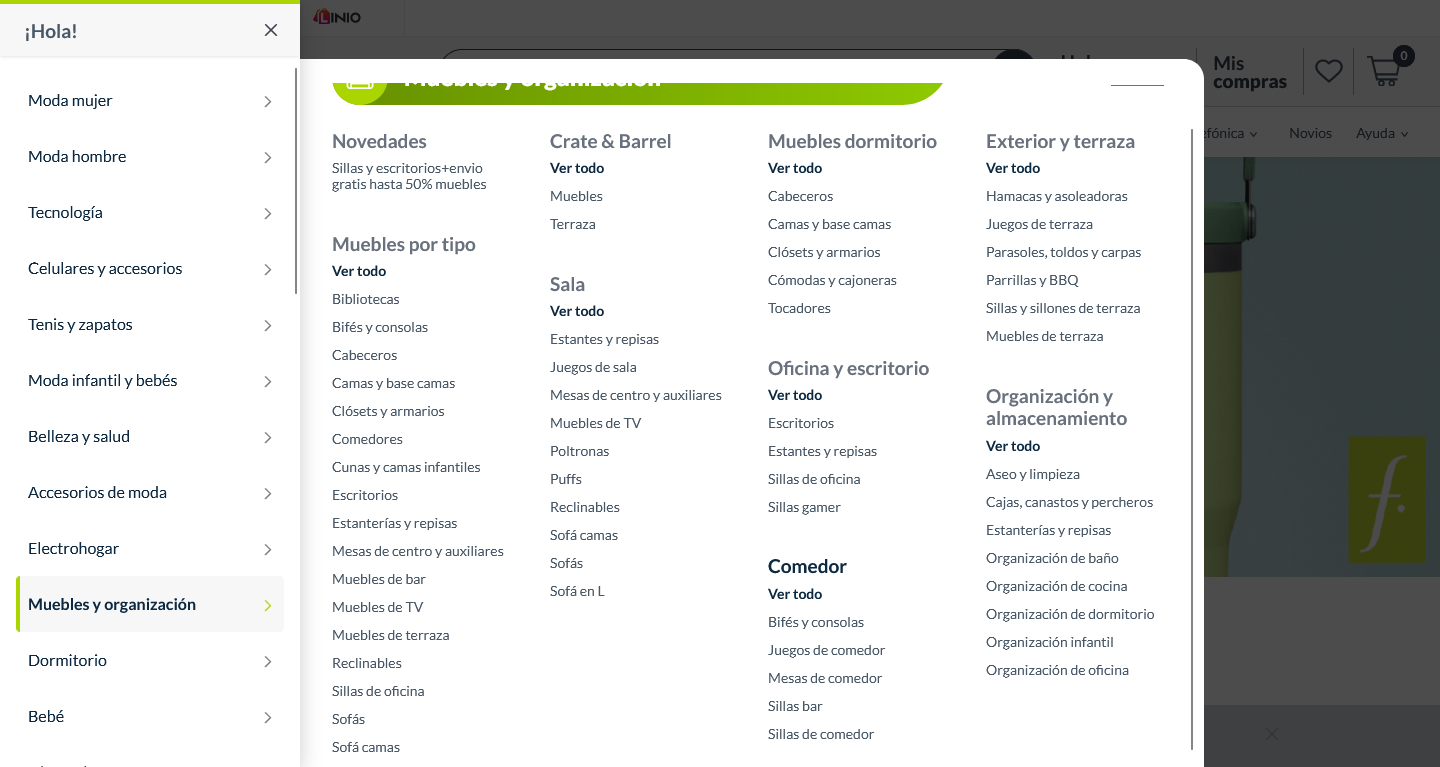 ¡Hola!
Moda mujer
Moda hombre
Tecnología
Celulares y accesorios
Tenis y zapatos
Moda infantil y bebés
Belleza y salud
Accesorios de moda
Electrohogar
Muebles y organización
Dormitorio
Bebé
LINIO
Mis
compras
0
Novios
Ayuda
Muebles y organización
Novedades
Sillas y escritorios+envio
gratis hasta 50% muebles
Muebles por tipo
Ver todo
Bibliotecas
Bifés y consolas
Cabeceros
Camas y base camas
Clósets y armarios
Comedores
Cunas y camas infantiles
Escritorios
Estanterías y repisas
Mesas de centro y auxiliares
Muebles de bar
Muebles de TV
Muebles de terraza
Reclinables
Sillas de oficina
Sofás
Sofá camas
Crate & Barrel
Ver todo
Muebles
Terraza
Sala
Ver todo
Estantes y repisas
Juegos de sala
Mesas de centro y auxiliares
Muebles de TV
Poltronas
Puffs
Reclinables
Sofá camas
Sofás
Sofá en L
Muebles dormitorio
Ver todo
Cabeceros
Camas y base camas
Clósets y armarios
Cómodas y cajoneras
Tocadores
Oficina y escritorio
Ver todo
Escritorios
Estantes y repisas
Sillas de oficina
Sillas gamer
Comedor
Ver todo
Bifés y consolas
Juegos de comedor
Mesas de comedor
Sillas bar
Sillas de comedor
Exterior y terraza
Ver todo
Hamacas y asoleadoras
Juegos de terraza
Parasoles, toldos y carpas
Parrillas y BBQ
Sillas y sillones de terraza
Muebles de terraza
Organización y
almacenamiento
Ver todo
Aseo y limpieza
Cajas, canastos y percheros
Estanterías y repisas
Organización de baño
Organización de cocina
Organización de dormitorio
Organización infantil
Organización de oficina
f.